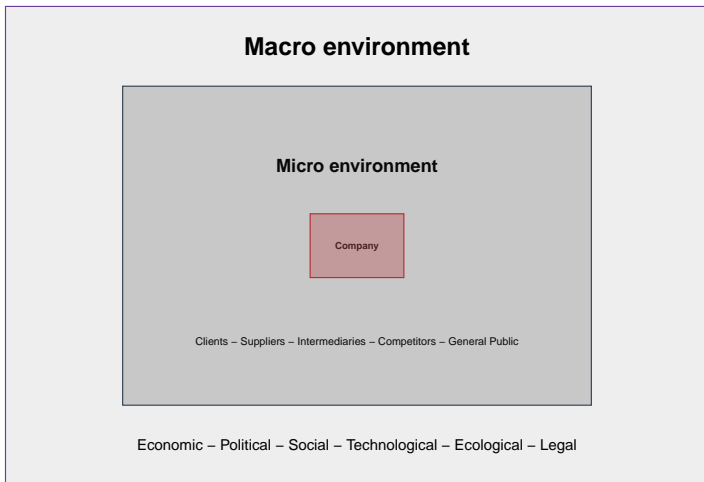 Macro environment
Micro environment
Company
Clients – Suppliers – Intermediaries – Competitors – General Public
Economic – Political – Social – Technological – Ecological – Legal